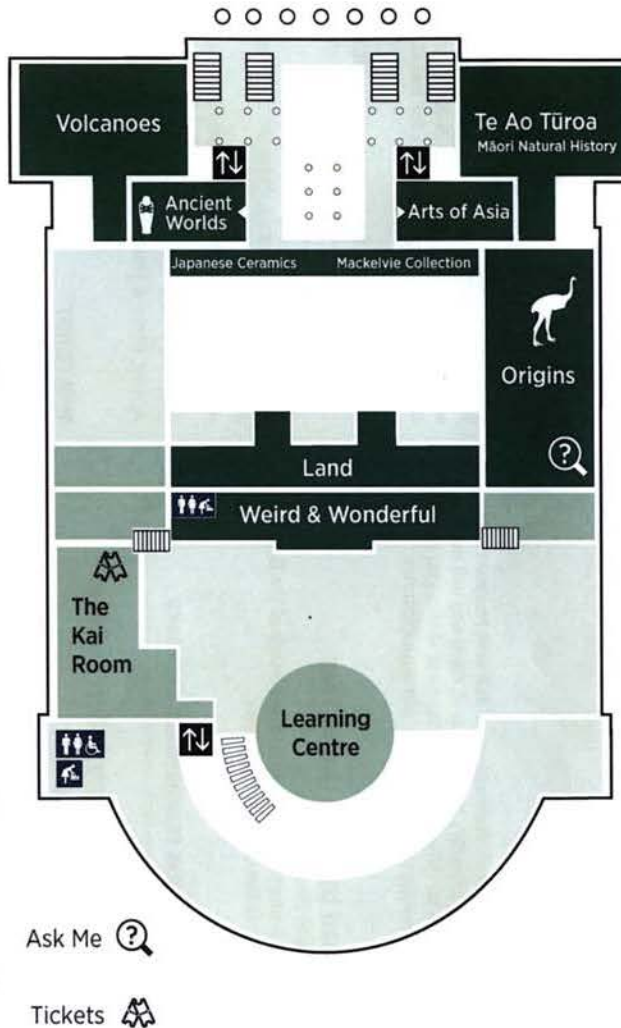 Volcanoes
Te Ao Tūroa
Māori Natural History
Ancient
Worlds
Arts of Asia
Japanese Ceramics
Mackelvie Collection
Origins
?
Land
Weird & Wonderful
The
Kai
Room
Learning
Centre
Ask Me ?
Tickets